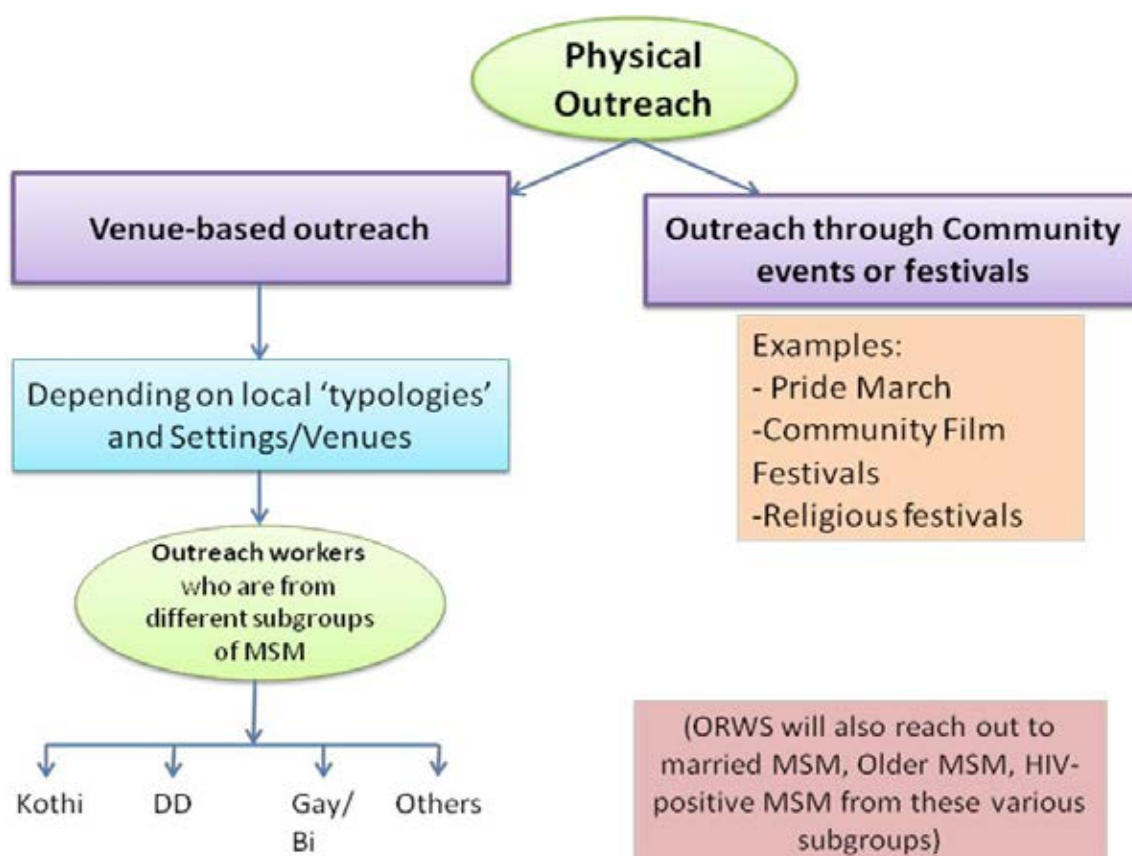 Physical
Outreach
Venue-based outreach
Outreach through Community
events or festivals
Examples:
- Pride March
-Community Film
Festivals
-Religious festivals
Depending on local ‘typologies’
and Settings/Venues
Outreach workers
who are from
different subgroups
of MSM
Kothi
DD
Gay/
Bi
Others
(ORWS will also reach out to
married MSM, Older MSM, HIV-
positive MSM from these various
subgroups)